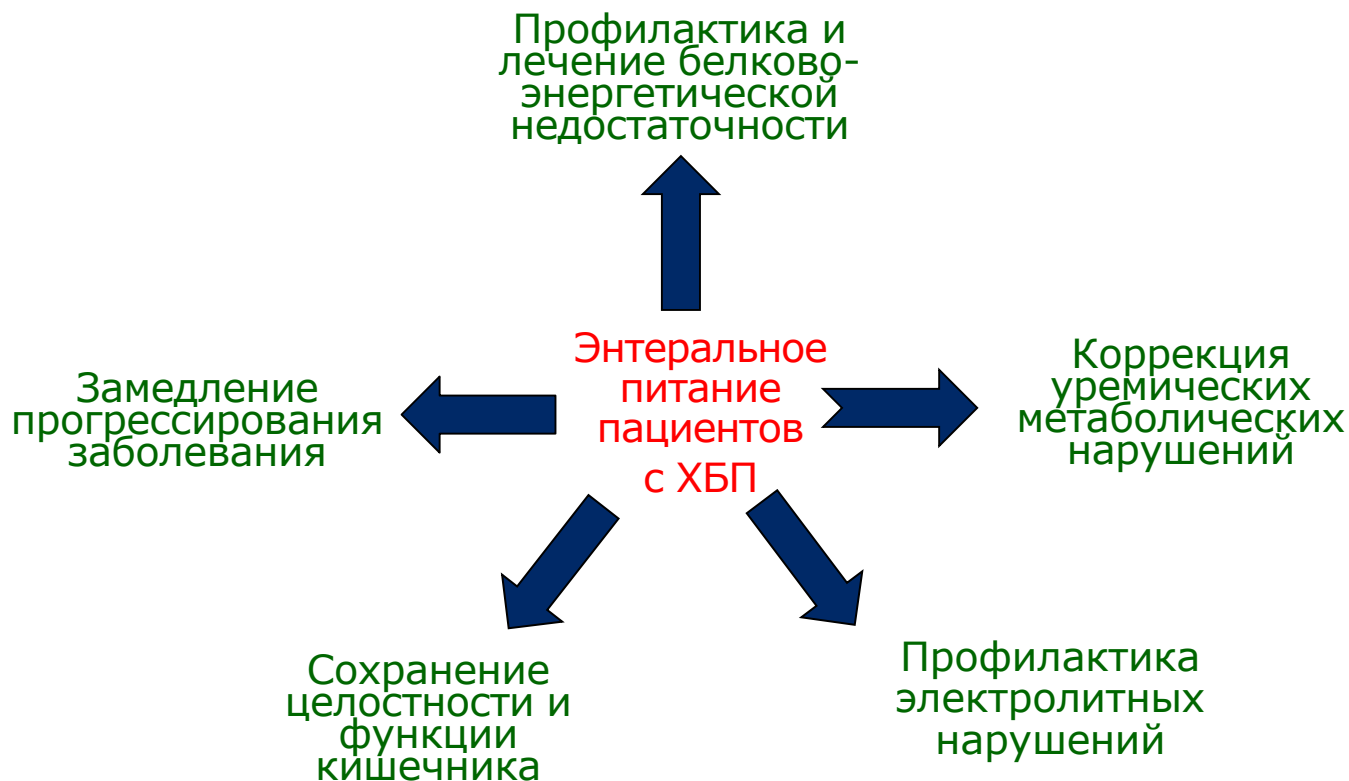 Профилактика и
лечение белково-
энергетической
недостаточности
Энтеральное
питание
пациентов
с ХБП
Замедление
прогрессирования
заболевания
Коррекция
уремических
метаболических
нарушений
Сохранение
целостности и
функции
кишечника
Профилактика
электролитных
нарушений